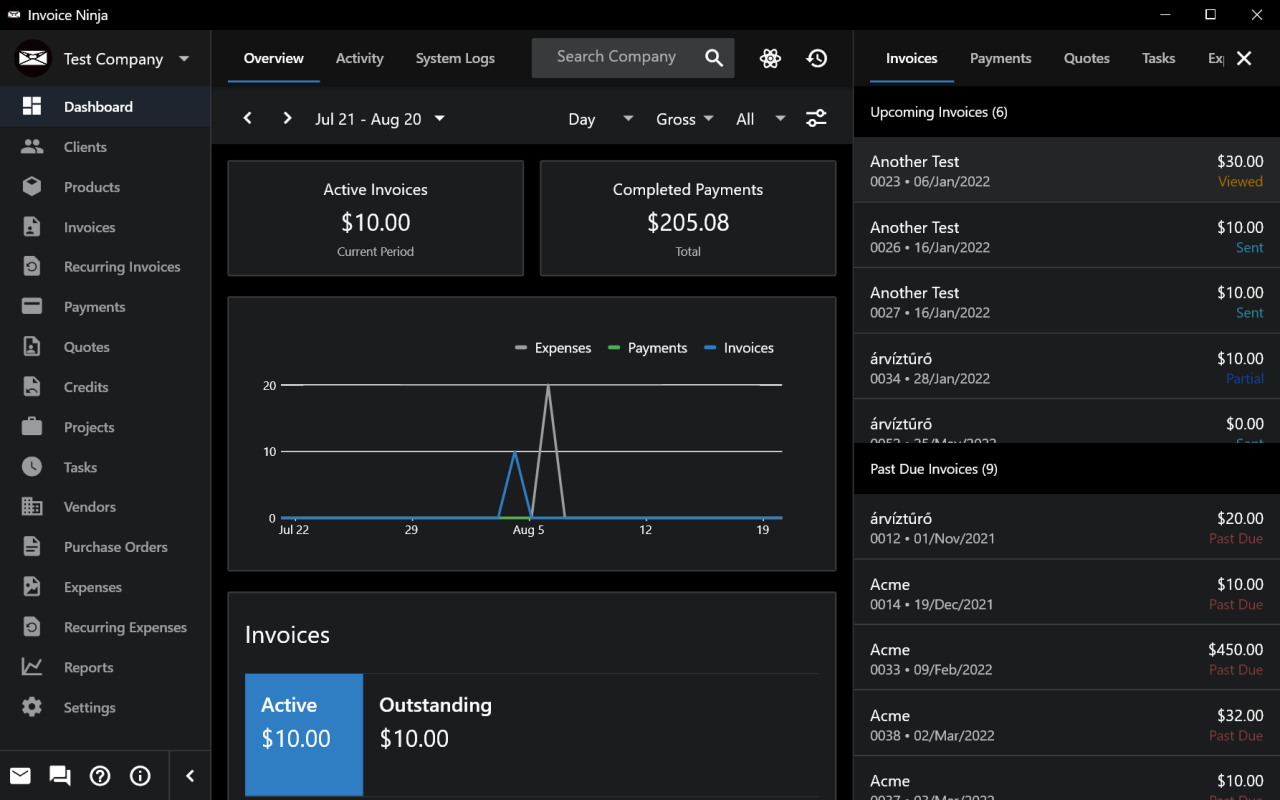 Invoice Ninja
Test Company
Dashboard
Clients
Products
Invoices
Recurring Invoices
Payments
Quotes
Credits
Projects
Tasks
Vendors
Purchase Orders
Expenses
Recurring Expenses
Reports
Settings
Overview Activity System Logs Search Company
Jul 21 - Aug 20 Day Gross All
Active Invoices
$10.00
Current Period
Completed Payments
$205.08
Total
Expenses Payments Invoices
20
10
0
Jul 22 29 Aug 5 12 19
Invoices
Active
$10.00
Outstanding
$10.00
Invoices Payments Quotes Tasks Exp
Upcoming Invoices (6)
Another Test $30.00
0023 • 06/Jan/2022 Viewed
Another Test $10.00
0026 • 16/Jan/2022 Sent
Another Test $10.00
0027 • 16/Jan/2022 Sent
árvíztűrő $10.00
0034 • 28/Jan/2022 Partial
árvíztűrő $0.00
Sent
Past Due Invoices (9)
árvíztűrő $20.00
0012 • 01/Nov/2021 Past Due
Acme $10.00
0014 • 19/Dec/2021 Past Due
Acme $450.00
0033 • 09/Feb/2022 Past Due
Acme $32.00
0038 • 02/Mar/2022 Past Due
Acme $10.00
0037 • 03/Mar/2022 Past Due